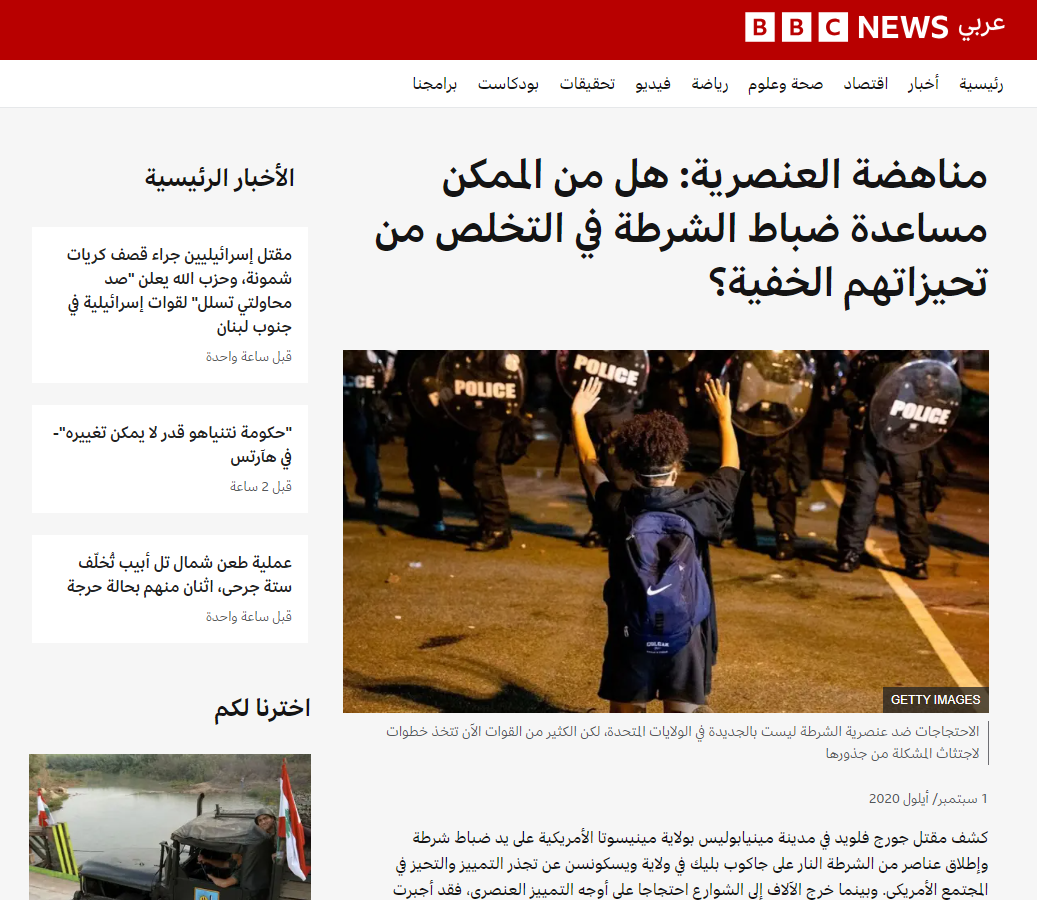 BBC NEWS عربي
رئيسية أخبار اقتصاد صحة وعلوم رياضة فيديو تحقيقات بودكاست برامجنا
مناهضة العنصرية: هل من الممكن
مساعدة ضباط الشرطة في التخلص من
تحيزاتهم الخفية؟
POLICE
POLICE
POLICE
GETTY IMAGES
الاحتجاجات ضد عنصرية الشرطة ليست بالجديدة في الولايات المتحدة، لكن الكثير من القوات الآن تتخذ خطوات
لاجتثاث المشكلة من جذورها
1 سبتمبر/ أيلول 2020
كشف مقتل جورج فلويد في مدينة مينيابوليس بولاية مينيسوتا الأمريكية على يد ضباط شرطة
وإطلاق عناصر من الشرطة النار على جاكوب بليك في ولاية ويسكونسن عن تجذر التمييز والتحيز في
المجتمع الأمريكي. وبينما خرج الآلاف إلى الشوارع احتجاجا على أوجه التمييز العنصري، فقد أجبرت
الأخبار الرئيسية
مقتل إسرائيليين جراء قصف كريات
شمونة، وحزب الله يعلن "صد
محاولتي تسلل" لقوات إسرائيلية في
جنوب لبنان
قبل ساعة واحدة
"حكومة نتنياهو قدر لا يمكن تغييره"-
في هآرتس
قبل 2 ساعة
عملية طعن شمال تل أبيب تُخلّف
ستة جرحى، اثنان منهم بحالة حرجة
قبل ساعة واحدة
اخترنا لكم